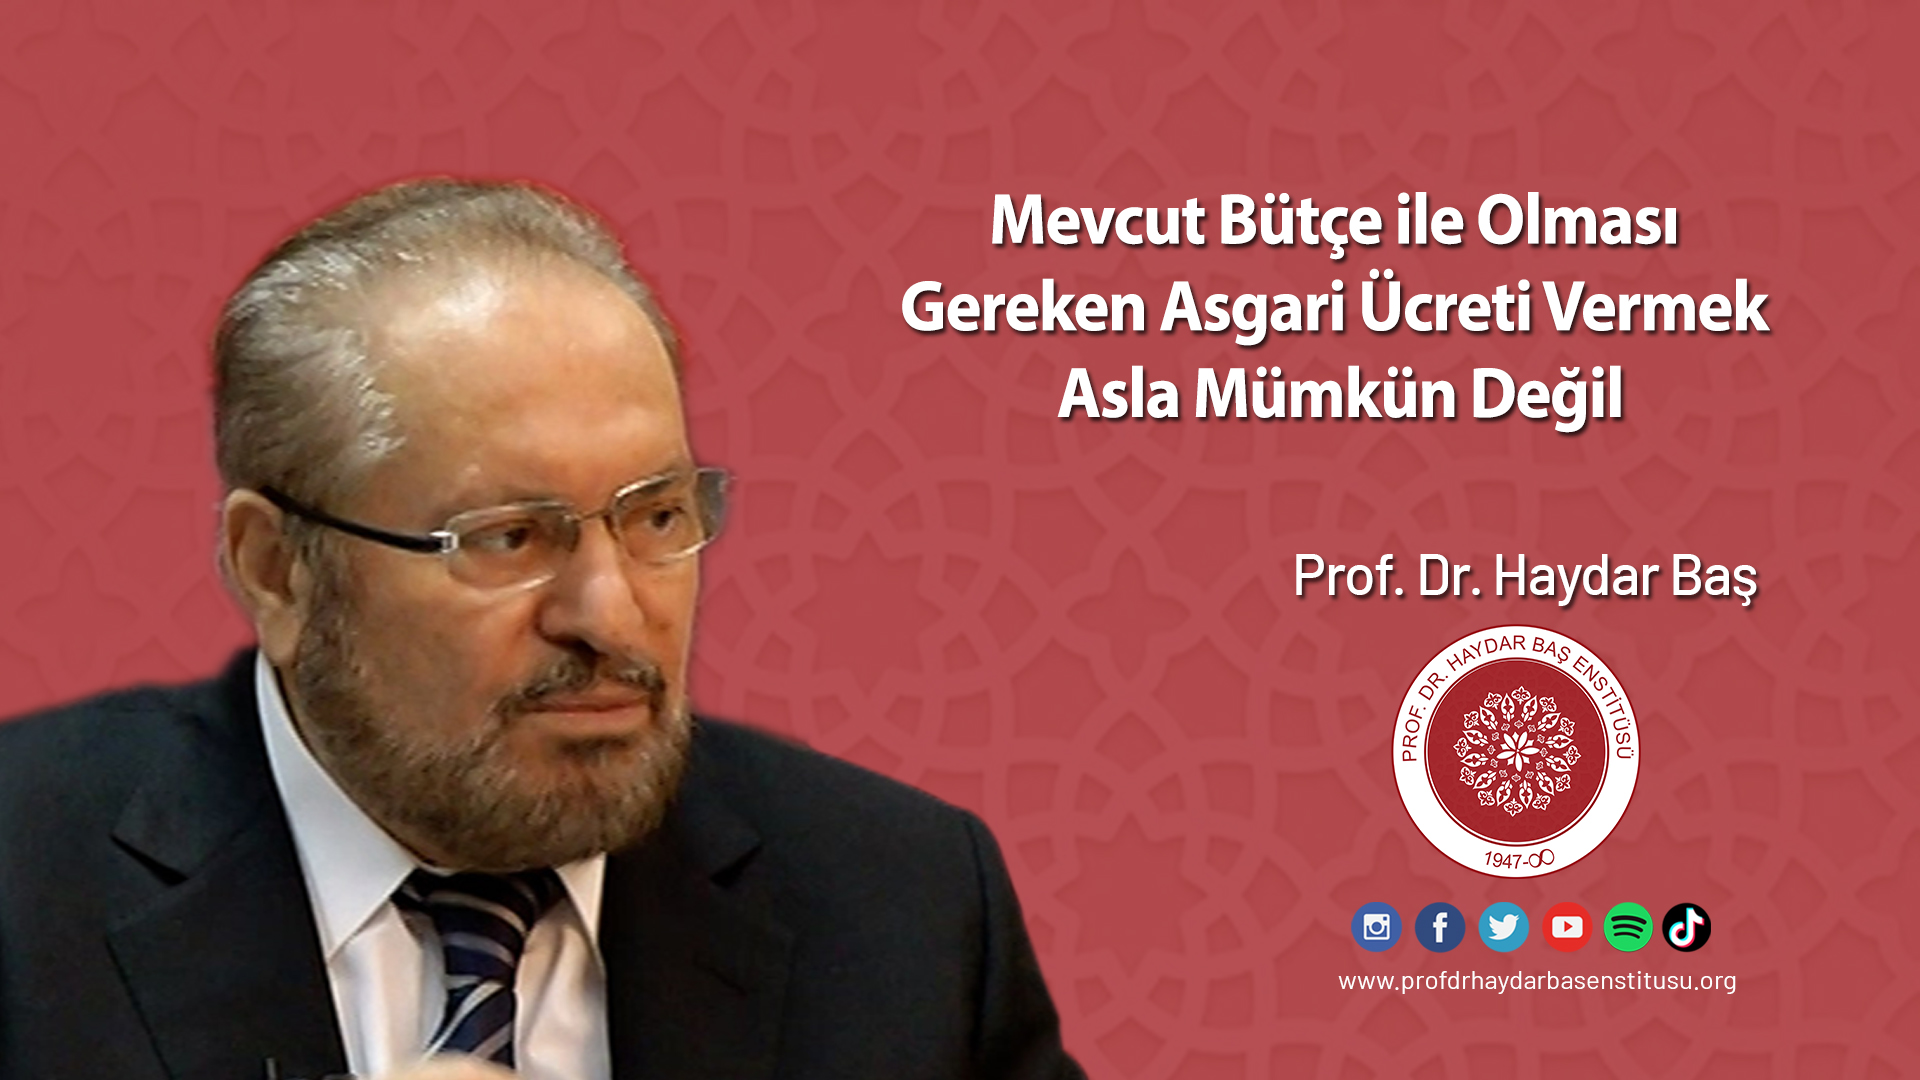 Mevcut Bütçe ile Olması
Gereken Asgari Ücreti Vermek
Asla Mümkün Değil
Prof. Dr. Haydar Baş
PROF. DR. HAYDAR BAŞ ENSTİTÜSÜ
1947-∞
www.profdrhaydarbasenstitusu.org